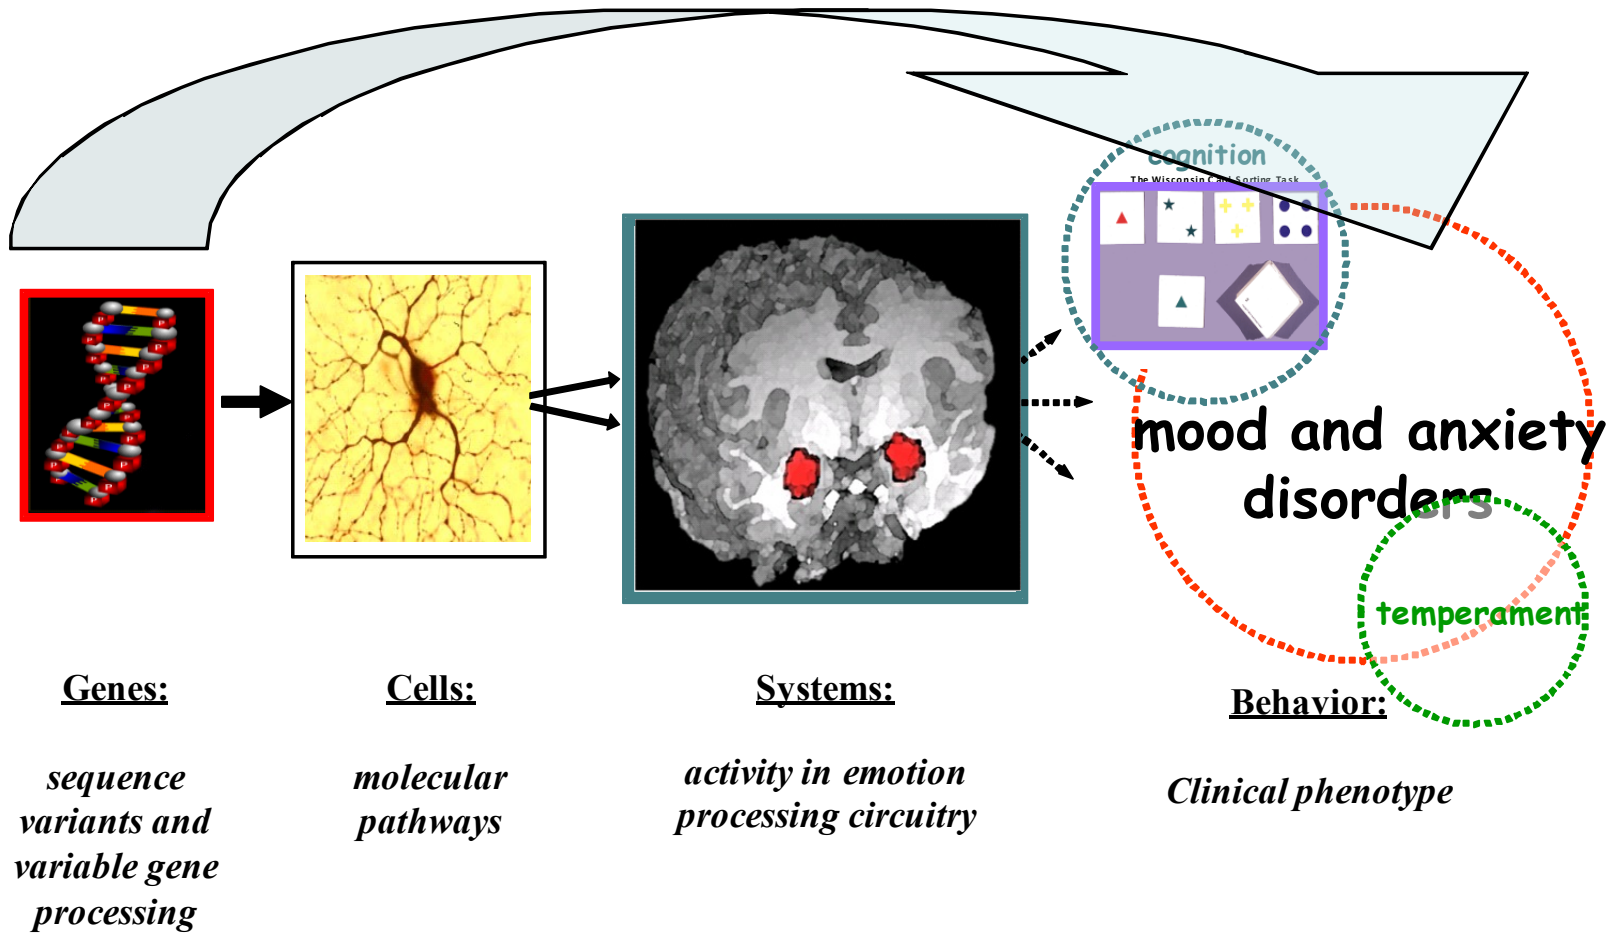 cognition
The Wisconsin Card Sorting Task
mood and anxiety
disorders
temperament
Genes:
sequence
variants and
variable gene
processing
Cells:
molecular
pathways
Systems:
activity in emotion
processing circuitry
Behavior:
Clinical phenotype